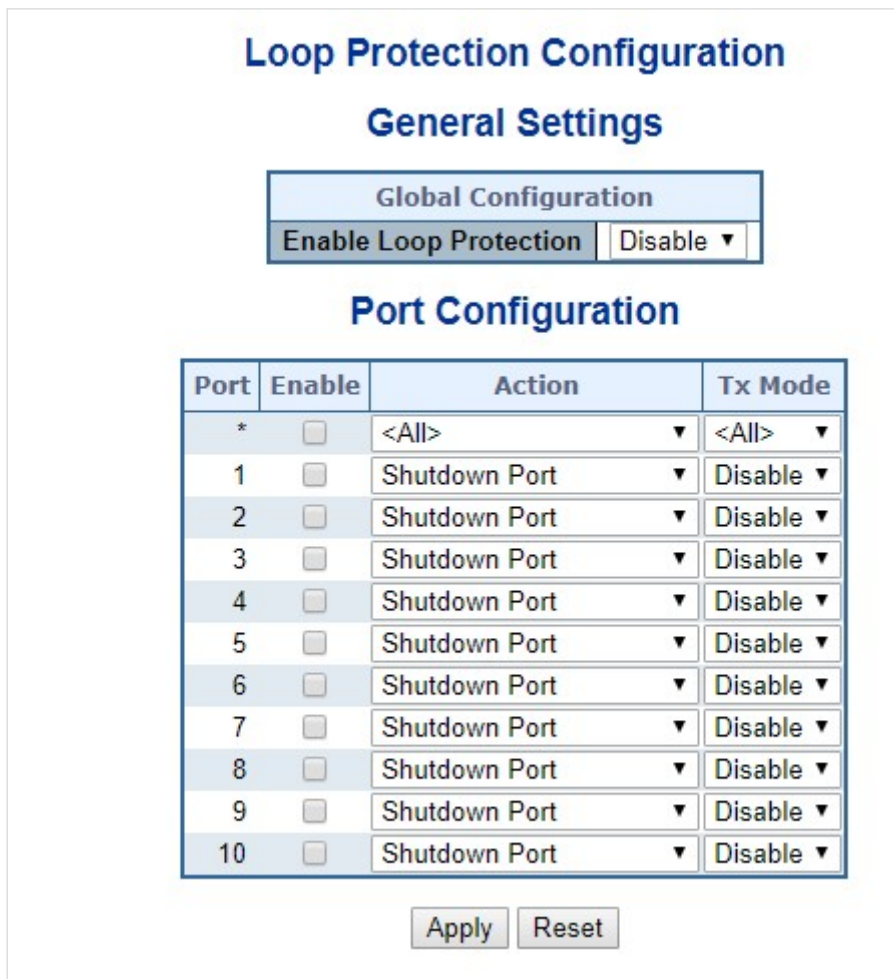 Loop Protection Configuration
General Settings
Global Configuration
Enable Loop Protection Disable
Port Configuration
Port Enable Action Tx Mode
* <All> <All>
1 Shutdown Port Disable
2 Shutdown Port Disable
3 Shutdown Port Disable
4 Shutdown Port Disable
5 Shutdown Port Disable
6 Shutdown Port Disable
7 Shutdown Port Disable
8 Shutdown Port Disable
9 Shutdown Port Disable
10 Shutdown Port Disable
Apply Reset